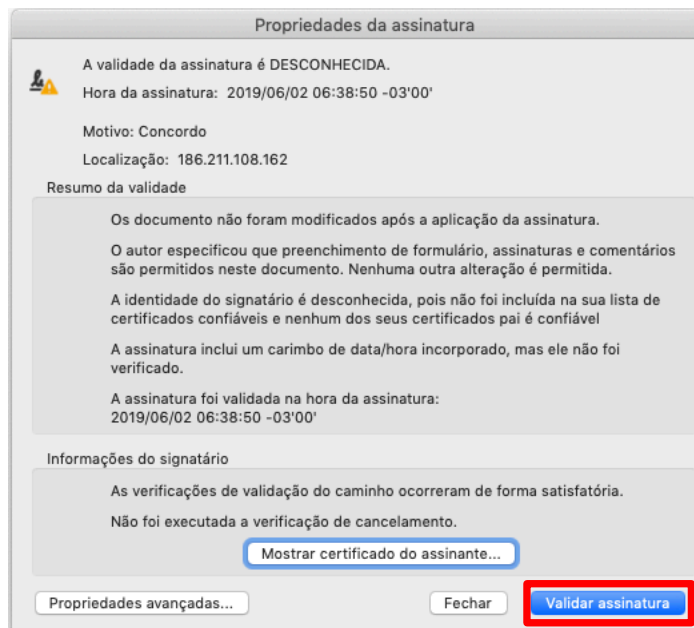 Propriedades da assinatura
A validade da assinatura é DESCONHECIDA.
Hora da assinatura: 2019/06/02 06:38:50 -03'00'
Motivo: Concordo
Localização: 186.211.108.162
Resumo da validade
Os documento não foram modificados após a aplicação da assinatura.
O autor especificou que preenchimento de formulário, assinaturas e comentários
são permitidos neste documento. Nenhuma outra alteração é permitida.
A identidade do signatário é desconhecida, pois não foi incluída na sua lista de
certificados confiáveis e nenhum dos seus certificados pai é confiável
A assinatura inclui um carimbo de data/hora incorporado, mas ele não foi
verificado.
A assinatura foi validada na hora da assinatura:
2019/06/02 06:38:50 -03'00'
Informações do signatário
As verificações de validação do caminho ocorreram de forma satisfatória.
Não foi executada a verificação de cancelamento.
Mostrar certificado do assinante...
Propriedades avançadas... Fechar Validar assinatura